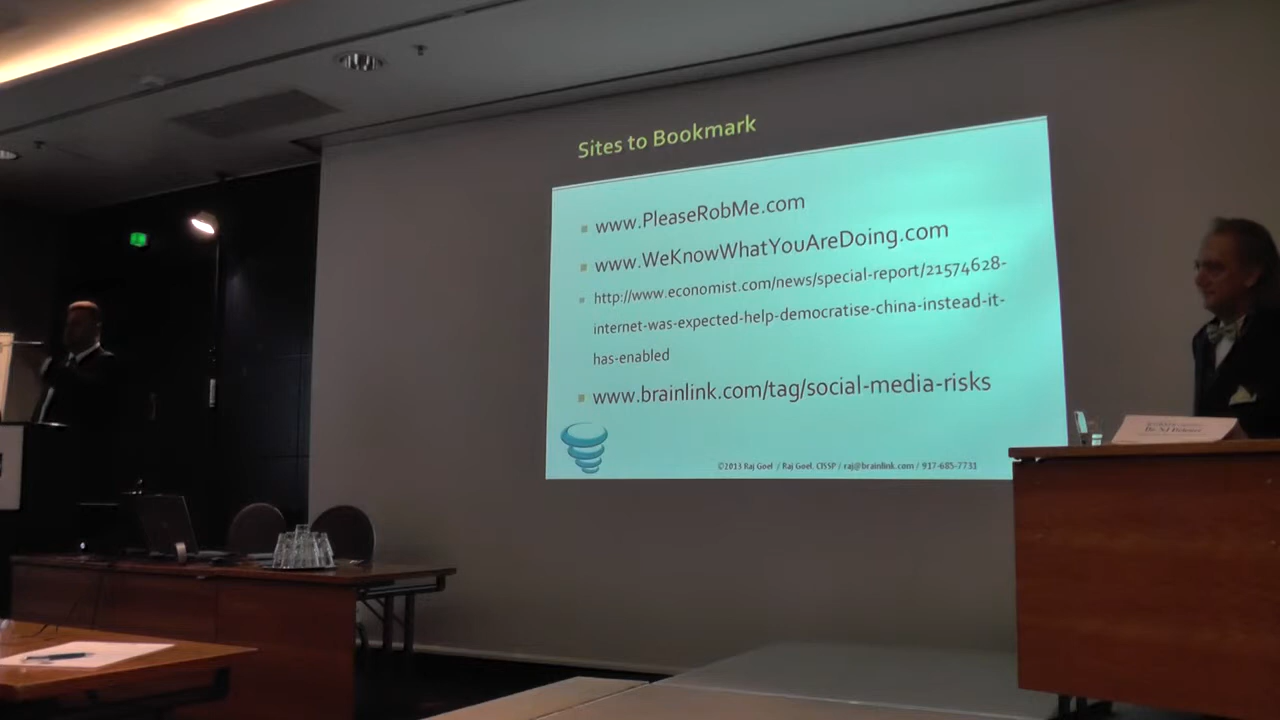 Sites to Bookmark
www.PleaseRobMe.com
www.WeKnowWhatYouAreDoing.com
http://www.economist.com/news/special-report/21574628-
internet-was-expected-help-democratise-china-instead-it-
has-enabled
www.brainlink.com/tag/social-media-risks
©2013 Raj Goel / Raj Goel, CISSP / raj@brainlink.com / 917-685-7731